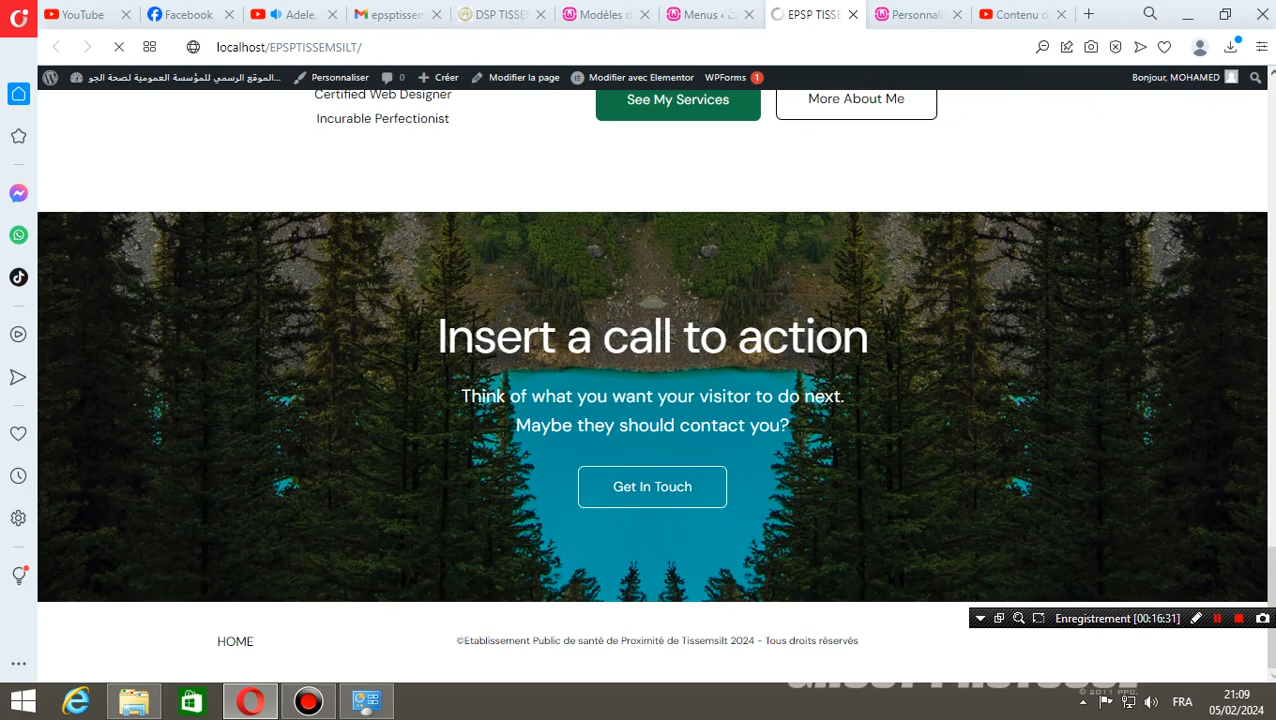 YouTube
Facebook
Adele,
epsptissem
DSP TISSEM
Modèles d
Menus ‹
EPSP TISSE
Personnali
Contenu d
localhost/EPSPTISSEMSILT/
الموقع الرسمي للمؤسسة العمومية لصحة الجو...
Personnaliser
0
Créer
Modifier la page
Modifier avec Elementor
WPForms 1
Bonjour, MOHAMED
Certified Web Designer
Incurable Perfectionist
See My Services
More About Me
Insert a call to action
Think of what you want your visitor to do next.
Maybe they should contact you?
Get In Touch
Enregistrement [00:16:31]
HOME
©Etablissement Public de santé de Proximité de Tissemsilt 2024 - Tous droits réservés
© 2011 PPG.
FRA
21:09
05/02/2024